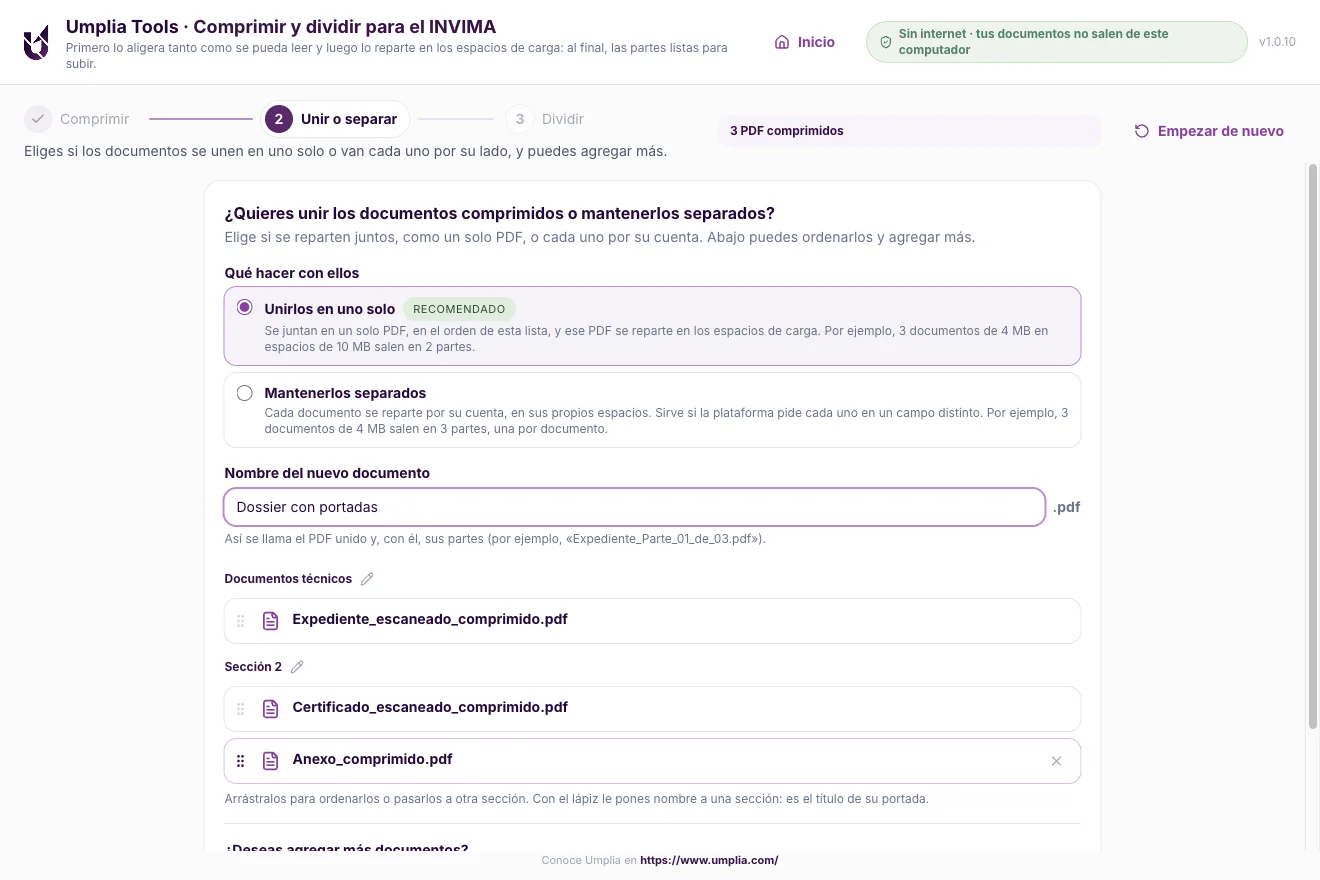 Umplia Tools · Comprimir y dividir para el INVIMA
Primero lo aligera tanto como se pueda leer y luego lo reparte en los espacios de carga: al final, las partes listas para
subir.
Inicio
Sin internet · tus documentos no salen de este
computador
v1.0.10
Comprimir
2 Unir o separar
3 Dividir
Eliges si los documentos se unen en uno solo o van cada uno por su lado, y puedes agregar más.
3 PDF comprimidos
Empezar de nuevo
¿Quieres unir los documentos comprimidos o mantenerlos separados?
Elige si se reparten juntos, como un solo PDF, o cada uno por su cuenta. Abajo puedes ordenarlos y agregar más.
Qué hacer con ellos
Unirlos en uno solo RECOMENDADO
Se juntan en un solo PDF, en el orden de esta lista, y ese PDF se reparte en los espacios de carga. Por ejemplo, 3 documentos de 4 MB en
espacios de 10 MB salen en 2 partes.
Mantenerlos separados
Cada documento se reparte por su cuenta, en sus propios espacios. Sirve si la plataforma pide cada uno en un campo distinto. Por ejemplo, 3
documentos de 4 MB salen en 3 partes, una por documento.
Nombre del nuevo documento
Dossier con portadas .pdf
Así se llama el PDF unido y, con él, sus partes (por ejemplo, «Expediente_Parte_01_de_03.pdf»).
Documentos técnicos
Expediente_escaneado_comprimido.pdf
Sección 2
Certificado_escaneado_comprimido.pdf
Anexo_comprimido.pdf
Arrástralos para ordenarlos o pasarlos a otra sección. Con el lápiz le pones nombre a una sección: es el título de su portada.
¿Deseas agregar más documentos?
Conoce Umplia en https://www.umplia.com/